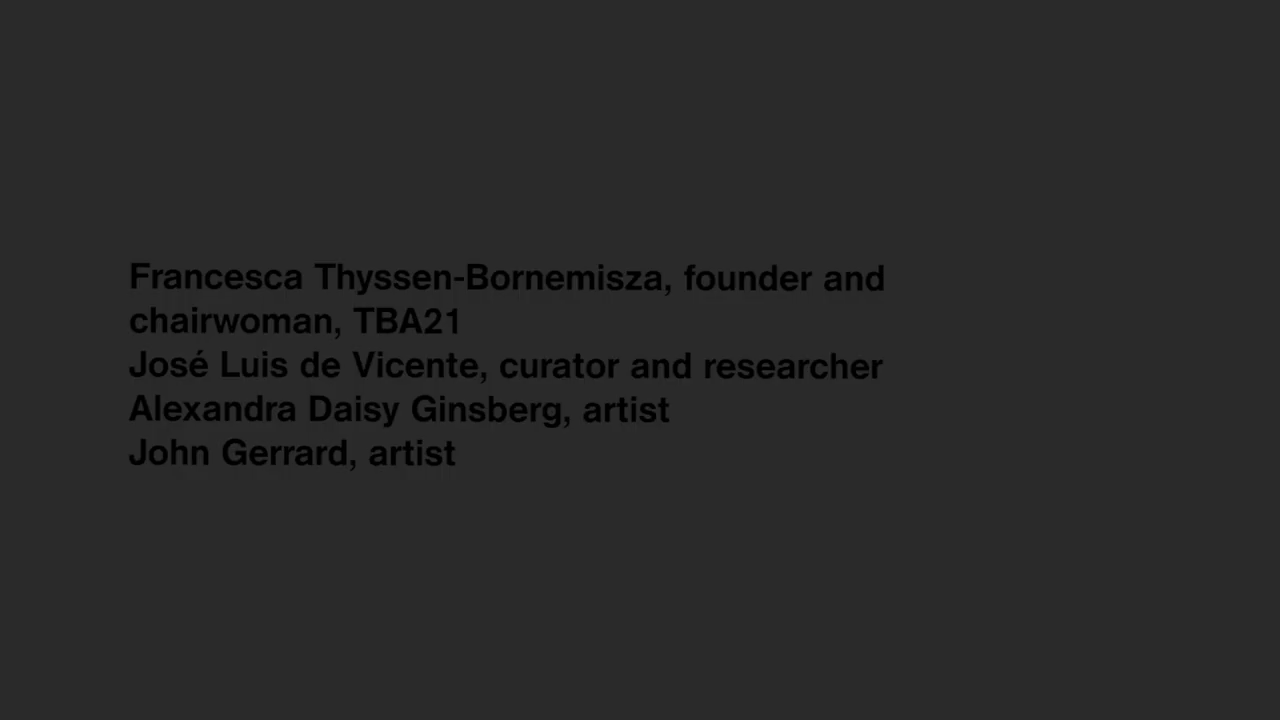 Francesca Thyssen-Bornemisza, founder and
chairwoman, TBA21
José Luis de Vicente, curator and researcher
Alexandra Daisy Ginsberg, artist
John Gerrard, artist